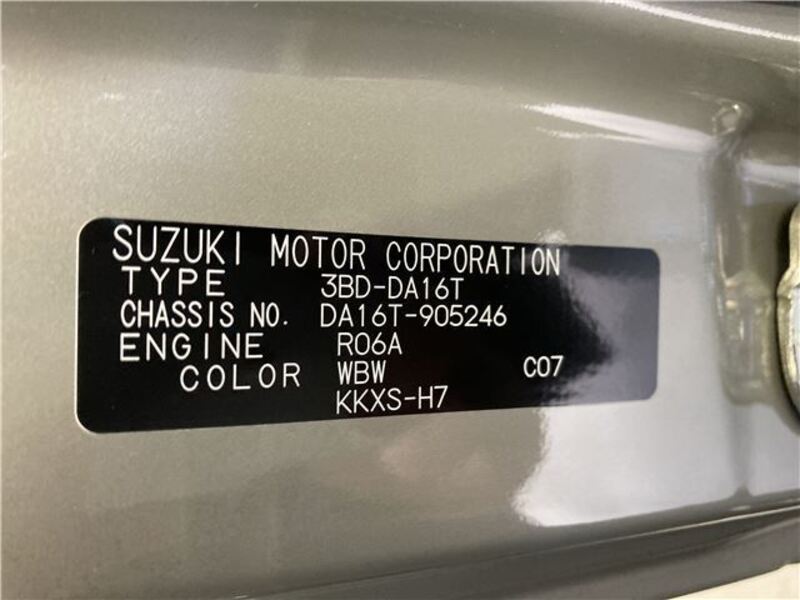 SUZUKI MOTOR CORPORATION
TYPE 3BD-DA16T
CHASSIS NO. DA16T-905246
ENGINE R06A
COLOR WBW C07
KKXS-H7